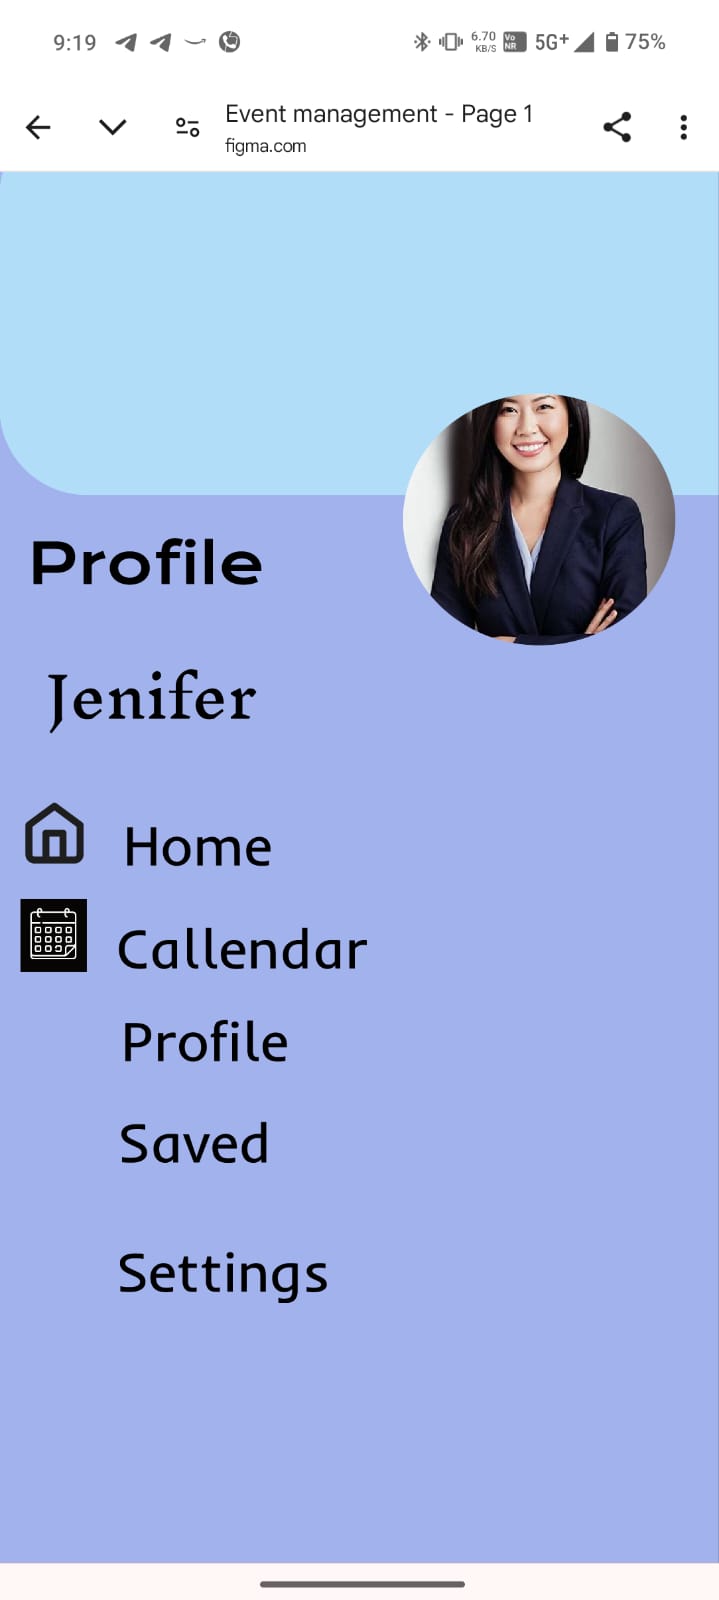 9:19
6.70
KB/S
Vo
NR
5G+
75%
Event management - Page 1
figma.com
Profile
Jenifer
Home
Callendar
Profile
Saved
Settings